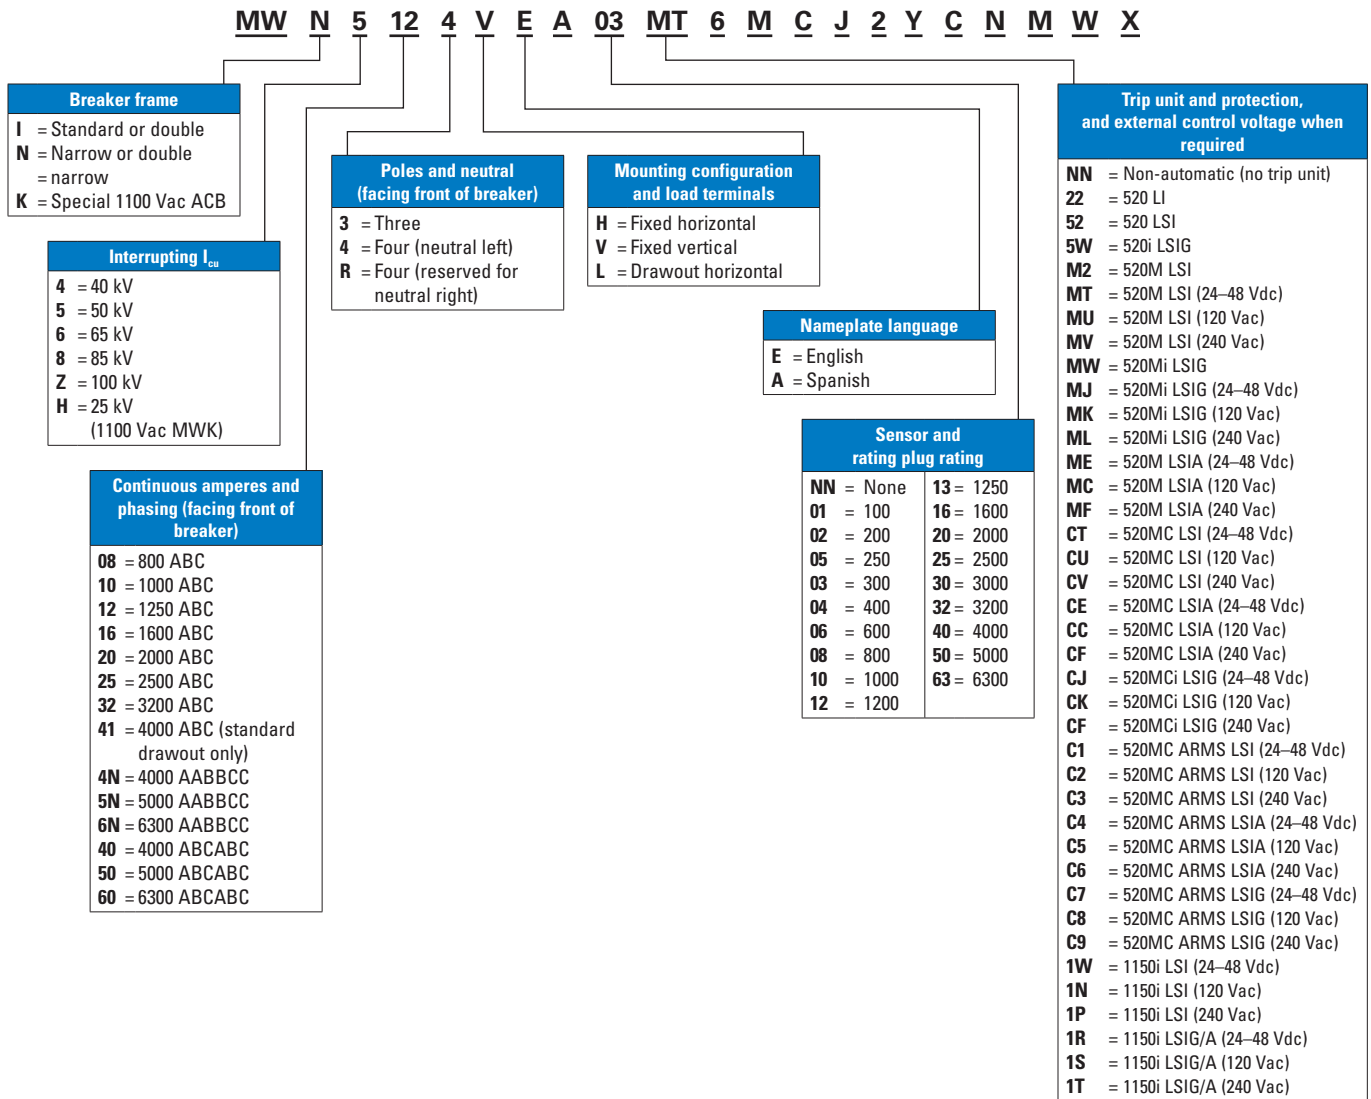 MW N 5 12 4 V E A 03 MT 6 M C J 2 Y C N M W X
Breaker frame
I = Standard or double
N = Narrow or double
= narrow
K = Special 1100 Vac ACB
Interrupting Icu
4 = 40 kV
5 = 50 kV
6 = 65 kV
8 = 85 kV
Z = 100 kV
H = 25 kV
(1100 Vac MWK)
Continuous amperes and
phasing (facing front of
breaker)
08 = 800 ABC
10 = 1000 ABC
12 = 1250 ABC
16 = 1600 ABC
20 = 2000 ABC
25 = 2500 ABC
32 = 3200 ABC
41 = 4000 ABC (standard
drawout only)
4N = 4000 AABBCC
5N = 5000 AABBCC
6N = 6300 AABBCC
40 = 4000 ABCABC
50 = 5000 ABCABC
60 = 6300 ABCABC
Poles and neutral
(facing front of breaker)
3 = Three
4 = Four (neutral left)
R = Four (reserved for
neutral right)
Mounting configuration
and load terminals
H = Fixed horizontal
V = Fixed vertical
L = Drawout horizontal
Nameplate language
E = English
A = Spanish
Sensor and
rating plug rating
NN = None
01 = 100
02 = 200
05 = 250
03 = 300
04 = 400
06 = 600
08 = 800
10 = 1000
12 = 1200
13 = 1250
16 = 1600
20 = 2000
25 = 2500
30 = 3000
32 = 3200
40 = 4000
50 = 5000
63 = 6300
Trip unit and protection,
and external control voltage when
required
NN = Non-automatic (no trip unit)
22 = 520 LI
52 = 520 LSI
5W = 520i LSIG
M2 = 520M LSI
MT = 520M LSI (24–48 Vdc)
MU = 520M LSI (120 Vac)
MV = 520M LSI (240 Vac)
MW = 520Mi LSIG
MJ = 520Mi LSIG (24–48 Vdc)
MK = 520Mi LSIG (120 Vac)
ML = 520Mi LSIG (240 Vac)
ME = 520M LSIA (24–48 Vdc)
MC = 520M LSIA (120 Vac)
MF = 520M LSIA (240 Vac)
CT = 520MC LSI (24–48 Vdc)
CU = 520MC LSI (120 Vac)
CV = 520MC LSI (240 Vac)
CE = 520MC LSIA (24–48 Vdc)
CC = 520MC LSIA (120 Vac)
CF = 520MC LSIA (240 Vac)
CJ = 520MCi LSIG (24–48 Vdc)
CK = 520MCi LSIG (120 Vac)
CF = 520MCi LSIG (240 Vac)
C1 = 520MC ARMS LSI (24–48 Vdc)
C2 = 520MC ARMS LSI (120 Vac)
C3 = 520MC ARMS LSI (240 Vac)
C4 = 520MC ARMS LSIA (24–48 Vdc)
C5 = 520MC ARMS LSIA (120 Vac)
C6 = 520MC ARMS LSIA (240 Vac)
C7 = 520MC ARMS LSIG (24–48 Vdc)
C8 = 520MC ARMS LSIG (120 Vac)
C9 = 520MC ARMS LSIG (240 Vac)
1W = 1150i LSI (24–48 Vdc)
1N = 1150i LSI (120 Vac)
1P = 1150i LSI (240 Vac)
1R = 1150i LSIG/A (24–48 Vdc)
1S = 1150i LSIG/A (120 Vac)
1T = 1150i LSIG/A (240 Vac)